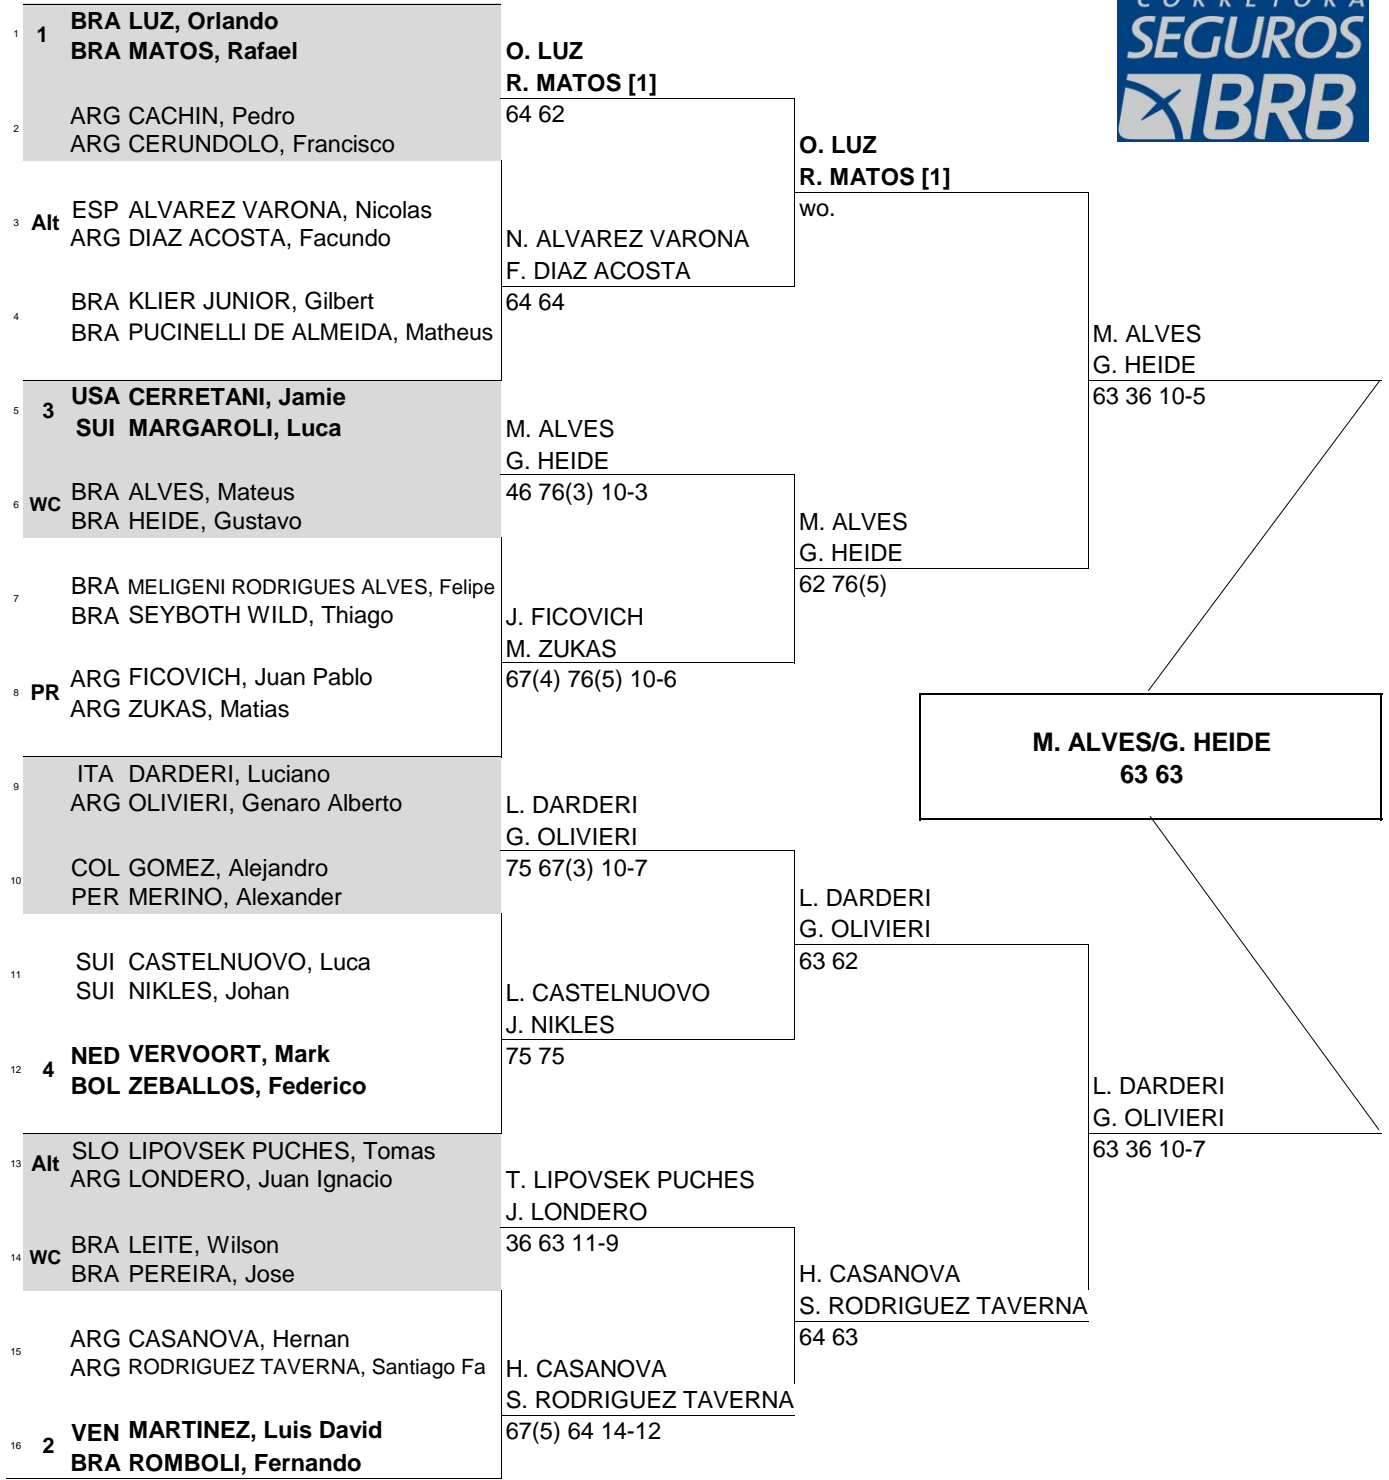 CORRETORA
SEGUROS
BRB
1 1 BRA LUZ, Orlando
BRA MATOS, Rafael
2 ARG CACHIN, Pedro
ARG CERUNDOLO, Francisco
3 Alt ESP ALVAREZ VARONA, Nicolas
ARG DIAZ ACOSTA, Facundo
4 BRA KLIER JUNIOR, Gilbert
BRA PUCINELLI DE ALMEIDA, Matheus
5 3 USA CERRETANI, Jamie
SUI MARGAROLI, Luca
6 WC BRA ALVES, Mateus
BRA HEIDE, Gustavo
7 BRA MELIGENI RODRIGUES ALVES, Felipe
BRA SEYBOTH WILD, Thiago
8 PR ARG FICOVICH, Juan Pablo
ARG ZUKAS, Matias
9 ITA DARDERI, Luciano
ARG OLIVIERI, Genaro Alberto
10 COL GOMEZ, Alejandro
PER MERINO, Alexander
11 SUI CASTELNUOVO, Luca
SUI NIKLES, Johan
12 4 NED VERVOORT, Mark
BOL ZEBALLOS, Federico
13 Alt SLO LIPOVSEK PUCHES, Tomas
ARG LONDERO, Juan Ignacio
14 WC BRA LEITE, Wilson
BRA PEREIRA, Jose
15 ARG CASANOVA, Hernan
ARG RODRIGUEZ TAVERNA, Santiago Fa
16 2 VEN MARTINEZ, Luis David
BRA ROMBOLI, Fernando
O. LUZ
R. MATOS [1]
64 62
N. ALVAREZ VARONA
F. DIAZ ACOSTA
64 64
M. ALVES
G. HEIDE
46 76(3) 10-3
J. FICOVICH
M. ZUKAS
67(4) 76(5) 10-6
L. DARDERI
G. OLIVIERI
75 67(3) 10-7
L. CASTELNUOVO
J. NIKLES
75 75
T. LIPOVSEK PUCHES
J. LONDERO
36 63 11-9
H. CASANOVA
S. RODRIGUEZ TAVERNA
67(5) 64 14-12
O. LUZ
R. MATOS [1]
wo.
M. ALVES
G. HEIDE
62 76(5)
L. DARDERI
G. OLIVIERI
63 62
H. CASANOVA
S. RODRIGUEZ TAVERNA
64 63
M. ALVES
G. HEIDE
63 36 10-5
L. DARDERI
G. OLIVIERI
63 36 10-7
M. ALVES/G. HEIDE
63 63